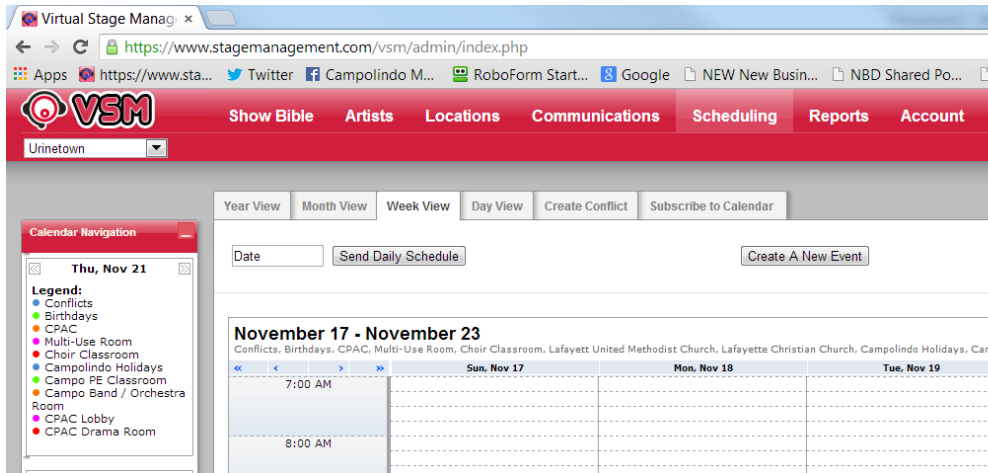 Virtual Stage Manag
https://www.stagemanagement.com/vsm/admin/index.php
Apps https://www.sta... Twitter Campolindo M... RoboForm Start... Google NEW New Busin... NBD Shared Po...
VSM Show Bible Artists Locations Communications Scheduling Reports Account
Urinetown
Year View Month View Week View Day View Create Conflict Subscribe to Calendar
Calendar Navigation
Date Send Daily Schedule Create A New Event
Thu, Nov 21
Legend:
Conflicts
Birthdays
CPAC
Multi-Use Room
Choir Classroom
Campolindo Holidays
Campo PE Classroom
Campo Band / Orchestra
Room
CPAC Lobby
CPAC Drama Room
November 17 - November 23
Conflicts, Birthdays, CPAC, Multi-Use Room, Choir Classroom, Lafayett United Methodist Church, Lafayette Christian Church, Campolindo Holidays, Car
« ‹ › » Sun, Nov 17 Mon, Nov 18 Tue, Nov 19
7:00 AM
8:00 AM